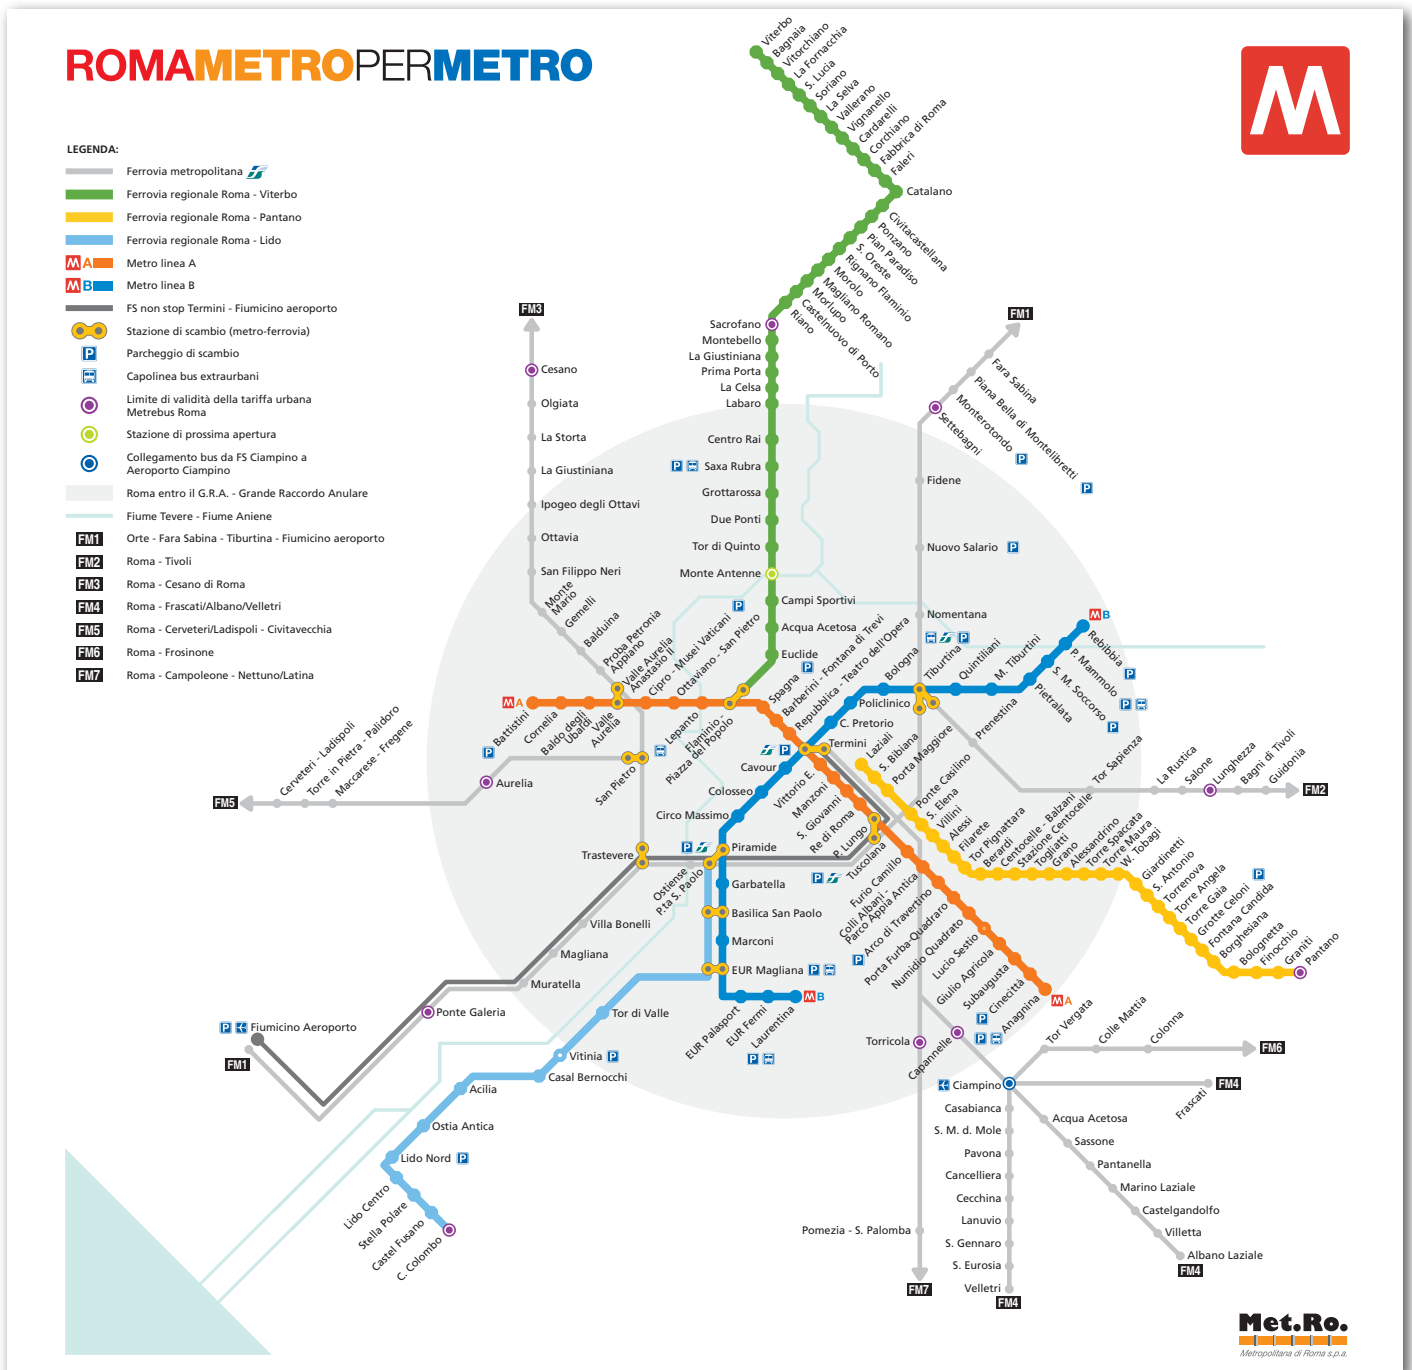 ROMAMETROPERMETRO
M
LEGENDA:
Ferrovia metropolitana
Ferrovia regionale Roma - Viterbo
Ferrovia regionale Roma - Pantano
Ferrovia regionale Roma - Lido
M A Metro linea A
M B Metro linea B
FS non stop Termini - Fiumicino aeroporto
Stazione di scambio (metro-ferrovia)
P Parcheggio di scambio
Capolinea bus extraurbani
Limite di validità della tariffa urbana
Metrebus Roma
Stazione di prossima apertura
Collegamento bus da FS Ciampino a
Aeroporto Ciampino
Roma entro il G.R.A. - Grande Raccordo Anulare
Fiume Tevere - Fiume Aniene
FM1 Orte - Fara Sabina - Tiburtina - Fiumicino aeroporto
FM2 Roma - Tivoli
FM3 Roma - Cesano di Roma
FM4 Roma - Frascati/Albano/Velletri
FM5 Roma - Cerveteri/Ladispoli - Civitavecchia
FM6 Roma - Frosinone
FM7 Roma - Campoleone - Nettuno/Latina
Viterbo
Bagnaia
Vitorchiano
La Fornacchia
S. Lucia
Soriano
La Selva
Vallerano
Vignanello
Cardarelli
Corchiano
Fabbrica di Roma
Faleri
Catalano
Civitacastellana
Ponzano
Pian Paradiso
S. Oreste
Rignano Flaminio
Morolo
Magliano Romano
Morlupo
Castelnuovo di Porto
Riano
Sacrofano
Montebello
La Giustiniana
Prima Porta
La Celsa
Labaro
Centro Rai
P Saxa Rubra
Grottarossa
Due Ponti
Tor di Quinto
Monte Antenne
Campi Sportivi
Acqua Acetosa
Euclide
FM3
Cesano
Olgiata
La Storta
La Giustiniana
Ipogeo degli Ottavi
Ottavia
San Filippo Neri
Monte
Mario
Gemelli
Balduina
Proba Petronia
Appiano
Valle Aurelia
Anastasio II
Cipro - Musei Vaticani P
Ottaviano - San Pietro
FM1
Fara Sabina
Piana Bella di Montelibretti P
Monterotondo P
Settebagni
Fidene
Nuovo Salario P
Nomentana
P
Tiburtina
M A
Battistini
P
Cornelia
Baldo degli
Ubaldi
Valle
Aurelia
Lepanto
Flaminio -
Piazza del Popolo
Spagna P
Barberini - Fontana di Trevi
Repubblica - Teatro dell'Opera
P
Termini
Vittorio E.
Manzoni
S. Giovanni
Re di Roma
P. Lungo
P
Tuscolana
Furio Camillo
Colli Albani -
Parco Appia Antica
P Arco di Travertino
Porta Furba-Quadraro
Numidio Quadrato
Lucio Sestio
Giulio Agricola
Subaugusta
P Cinecittà
P Anagnina
M A
M B
Rebibbia P
P. Mammolo P
S. M. Soccorso P
Pietralata
M. Tiburtini
Quintiliani
Bologna
Policlinico
C. Pretorio
Cavour
Colosseo
Circo Massimo
P
Piramide
Garbatella
Basilica San Paolo
Marconi
EUR Magliana P
EUR Palasport
EUR Fermi
Laurentina
M B
P
Laziali
S. Bibiana
Porta Maggiore
Ponte Casilino
S. Elena
Villini
Alessi
Filarete
Tor Pignattara
Berardi
Centocelle - Balzani
Stazione Centocelle
Togliatti
Grano
Alessandrino
Torre Spaccata
Torre Maura
W. Tobagi
Giardinetti
S. Antonio
Torrenova
Torre Angela
Torre Gaia
Grotte Celoni P
Fontana Candida
Borghesiana
Bolognetta
Finocchio
Graniti
Pantano
Prenestina
Tor Sapienza
La Rustica
Salone
Lunghezza
Bagni di Tivoli
Guidonia
FM2
FM5
Cerveteri - Ladispoli
Torre in Pietra - Palidoro
Maccarese - Fregene
Aurelia
San Pietro
Trastevere
Ostiense
P.ta S. Paolo
Villa Bonelli
Magliana
Muratella
Ponte Galeria
P Fiumicino Aeroporto
FM1
Tor di Valle
Vitinia P
Casal Bernocchi
Acilia
Ostia Antica
Lido Nord P
Lido Centro
Stella Polare
Castel Fusano
C. Colombo
Torricola
Capannelle
Pomezia - S. Palomba
FM7
Tor Vergata
Colle Mattia
Colonna
FM6
Ciampino
Frascati
FM4
Casabianca
S. M. d. Mole
Pavona
Cancelliera
Cecchina
Lanuvio
S. Gennaro
S. Eurosia
Velletri
FM4
Acqua Acetosa
Sassone
Pantanella
Marino Laziale
Castelgandolfo
Villetta
Albano Laziale
FM4
Met.Ro.
Metropolitana di Roma s.p.a.